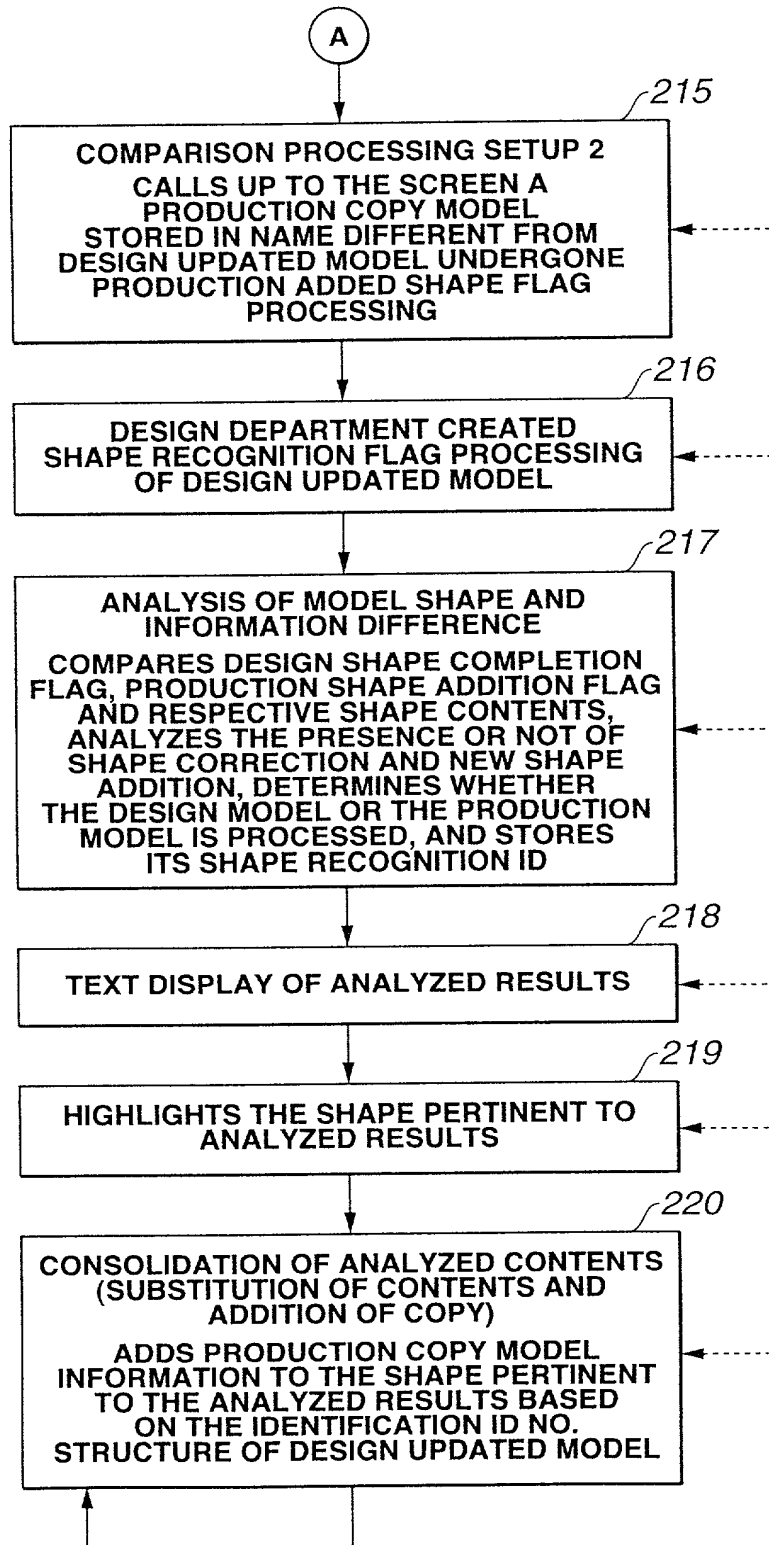 A
215
COMPARISON PROCESSING SETUP 2
CALLS UP TO THE SCREEN A
PRODUCTION COPY MODEL
STORED IN NAME DIFFERENT FROM
DESIGN UPDATED MODEL UNDERGONE
PRODUCTION ADDED SHAPE FLAG
PROCESSING
216
DESIGN DEPARTMENT CREATED
SHAPE RECOGNITION FLAG PROCESSING
OF DESIGN UPDATED MODEL
217
ANALYSIS OF MODEL SHAPE AND
INFORMATION DIFFERENCE
COMPARES DESIGN SHAPE COMPLETION
FLAG, PRODUCTION SHAPE ADDITION FLAG
AND RESPECTIVE SHAPE CONTENTS,
ANALYZES THE PRESENCE OR NOT OF
SHAPE CORRECTION AND NEW SHAPE
ADDITION, DETERMINES WHETHER
THE DESIGN MODEL OR THE PRODUCTION
MODEL IS PROCESSED, AND STORES
ITS SHAPE RECOGNITION ID
218
TEXT DISPLAY OF ANALYZED RESULTS
219
HIGHLIGHTS THE SHAPE PERTINENT TO
ANALYZED RESULTS
220
CONSOLIDATION OF ANALYZED CONTENTS
(SUBSTITUTION OF CONTENTS AND
ADDITION OF COPY)
ADDS PRODUCTION COPY MODEL
INFORMATION TO THE SHAPE PERTINENT
TO THE ANALYZED RESULTS BASED
ON THE IDENTIFICATION ID NO.
STRUCTURE OF DESIGN UPDATED MODEL